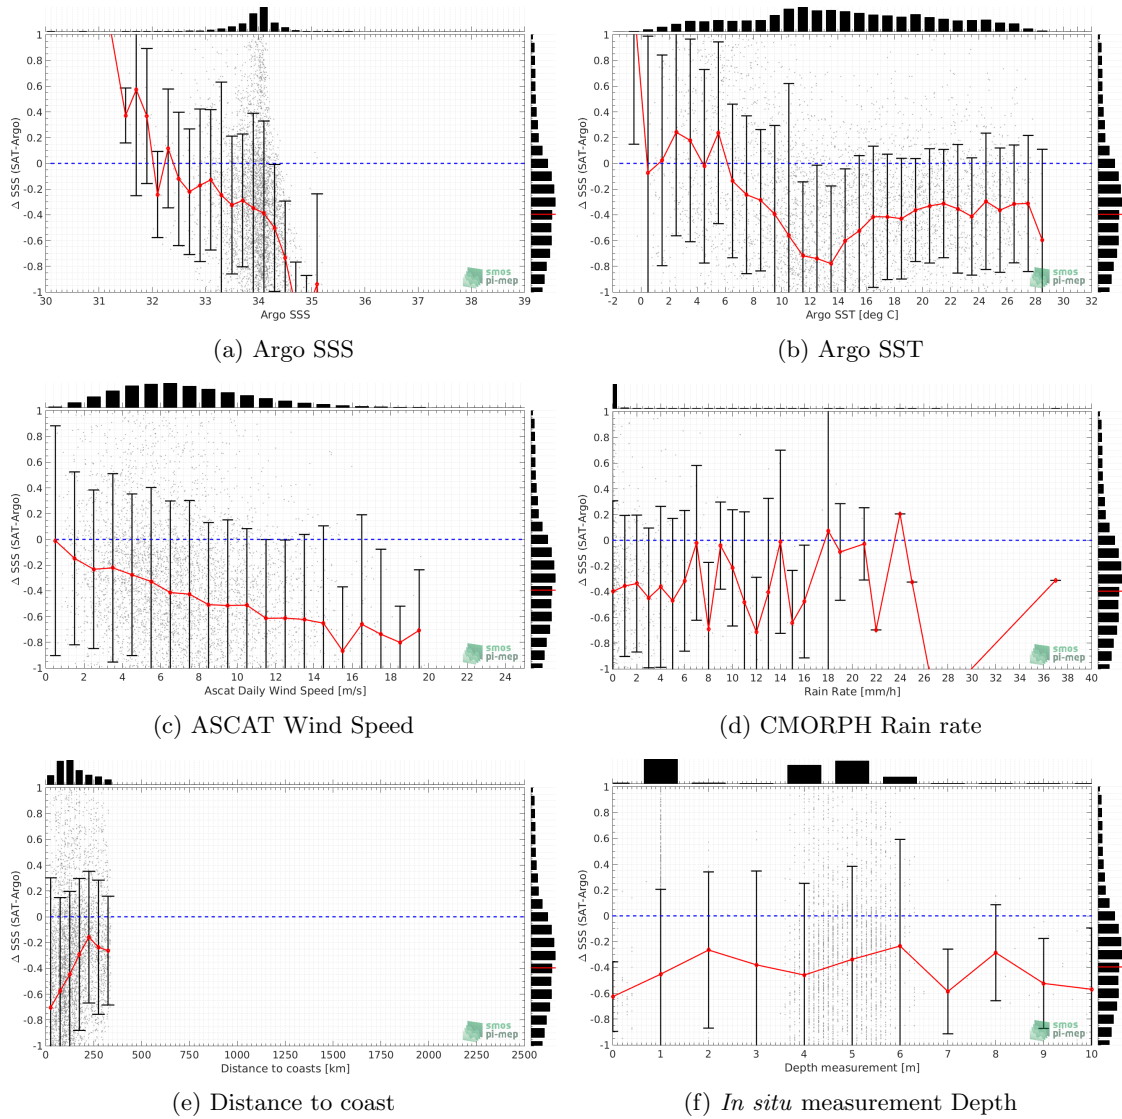 1
0.8
0.6
0.4
0.2
0
-0.2
-0.4
-0.6
-0.8
-1
Δ SSS (SAT-Argo)
30 31 32 33 34 35 36 37 38 39
Argo SSS
smos
pi-mep
(a) Argo SSS
1
0.8
0.6
0.4
0.2
0
-0.2
-0.4
-0.6
-0.8
-1
Δ SSS (SAT-Argo)
-2 0 2 4 6 8 10 12 14 16 18 20 22 24 26 28 30 32
Argo SST [deg C]
smos
pi-mep
(b) Argo SST
1
0.8
0.6
0.4
0.2
0
-0.2
-0.4
-0.6
-0.8
-1
Δ SSS (SAT-Argo)
0 2 4 6 8 10 12 14 16 18 20 22 24
Ascat Daily Wind Speed [m/s]
smos
pi-mep
(c) ASCAT Wind Speed
1
0.8
0.6
0.4
0.2
0
-0.2
-0.4
-0.6
-0.8
-1
Δ SSS (SAT-Argo)
0 2 4 6 8 10 12 14 16 18 20 22 24 26 28 30 32 34 36 38 40
Rain Rate [mm/h]
smos
pi-mep
(d) CMORPH Rain rate
1
0.8
0.6
0.4
0.2
0
-0.2
-0.4
-0.6
-0.8
-1
Δ SSS (SAT-Argo)
0 250 500 750 1000 1250 1500 1750 2000 2250 2500
Distance to coasts [km]
smos
pi-mep
(e) Distance to coast
1
0.8
0.6
0.4
0.2
0
-0.2
-0.4
-0.6
-0.8
-1
Δ SSS (SAT-Argo)
0 1 2 3 4 5 6 7 8 9 10
Depth measurement [m]
smos
pi-mep
(f) In situ measurement Depth